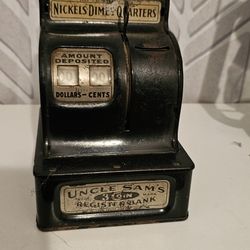 NICKELS DIMES QUARTERS
AMOUNT
DEPOSITED
DOLLARS-CENTS
UNCLE SAM'S
3 COIN
REGISTER BANK